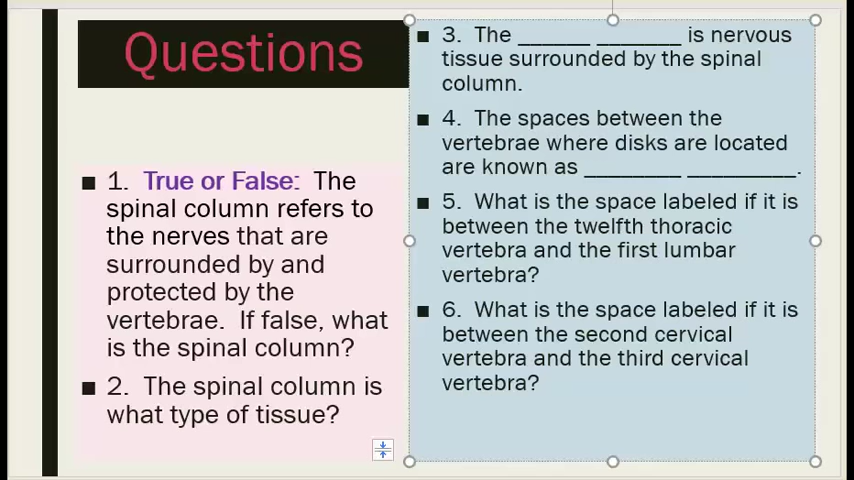 Questions
1. True or False: The
spinal column refers to
the nerves that are
surrounded by and
protected by the
vertebrae. If false, what
is the spinal column?
2. The spinal column is
what type of tissue?
3. The ______ _______ is nervous
tissue surrounded by the spinal
column.
4. The spaces between the
vertebrae where disks are located
are known as ________ _________.
5. What is the space labeled if it is
between the twelfth thoracic
vertebra and the first lumbar
vertebra?
6. What is the space labeled if it is
between the second cervical
vertebra and the third cervical
vertebra?